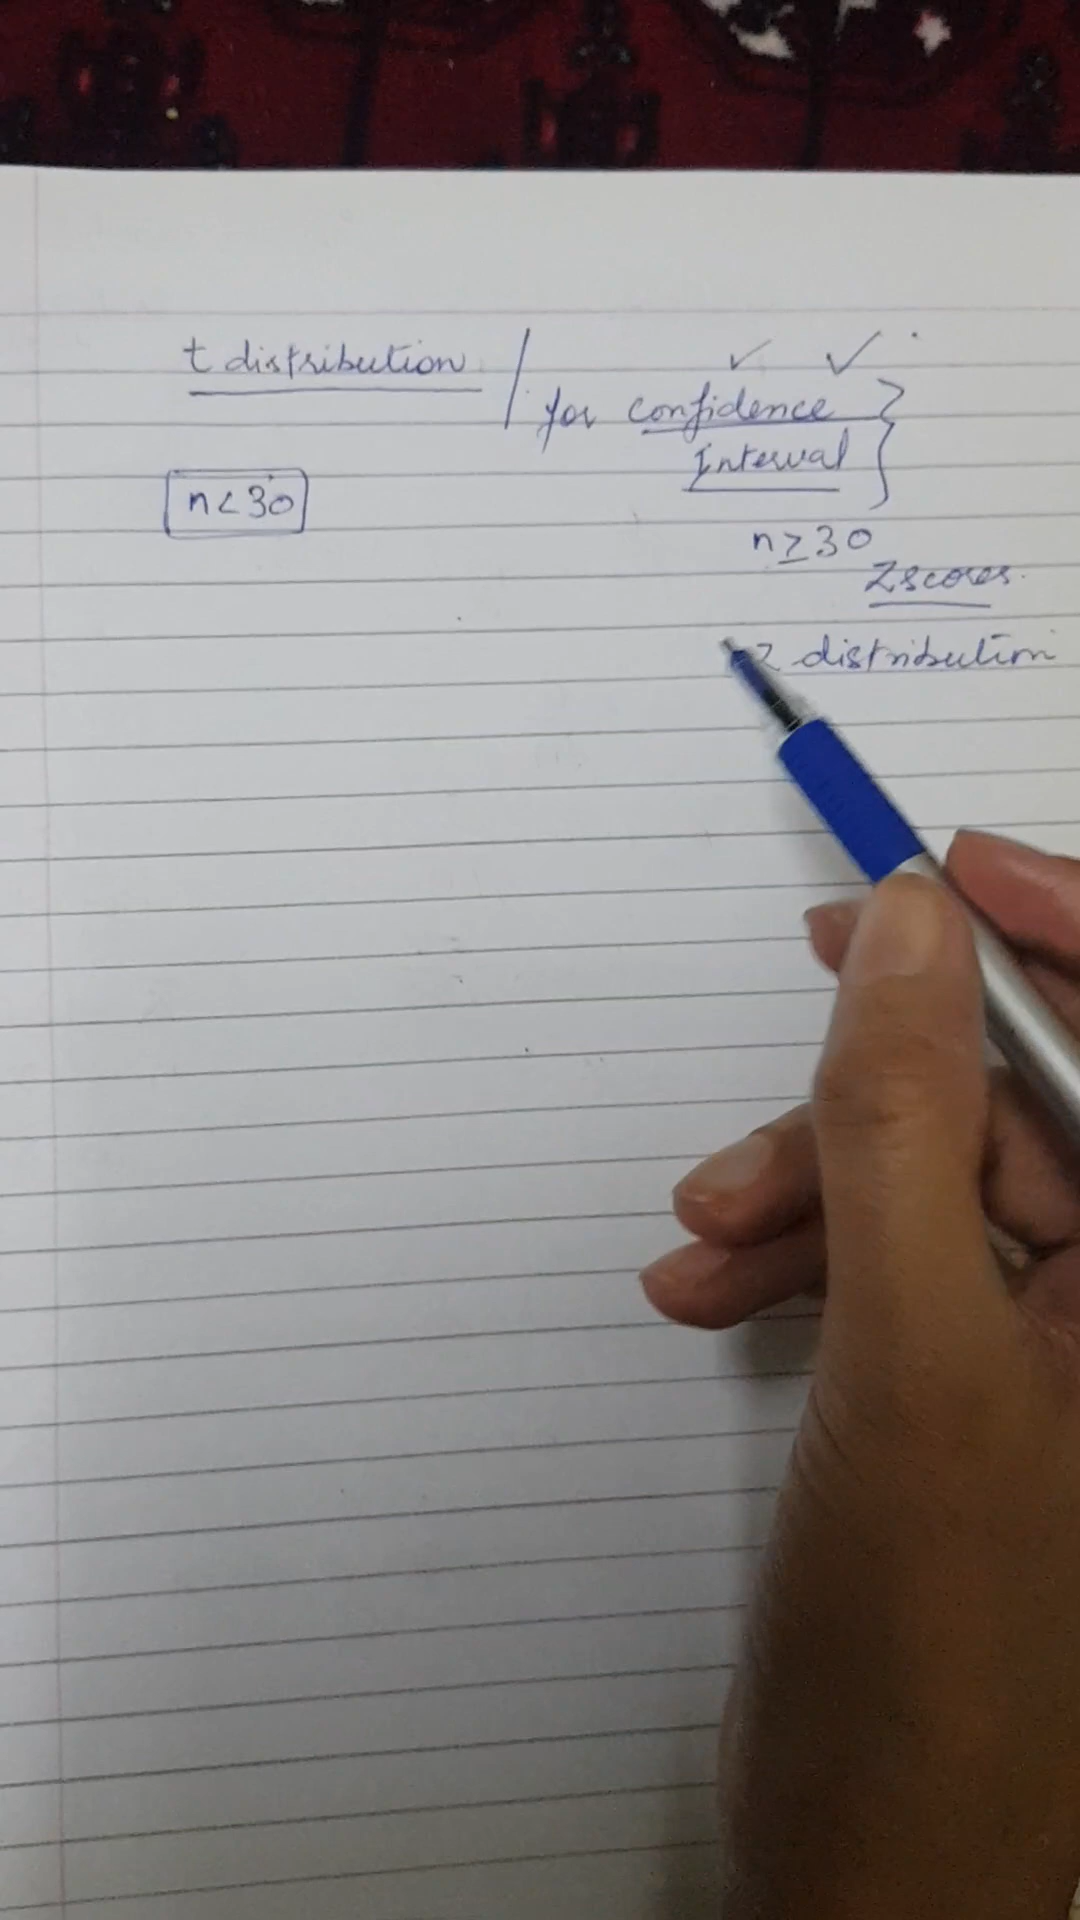 t distribution / for confidence
Interval
n<30
n≥30
Zscores.
z distribution